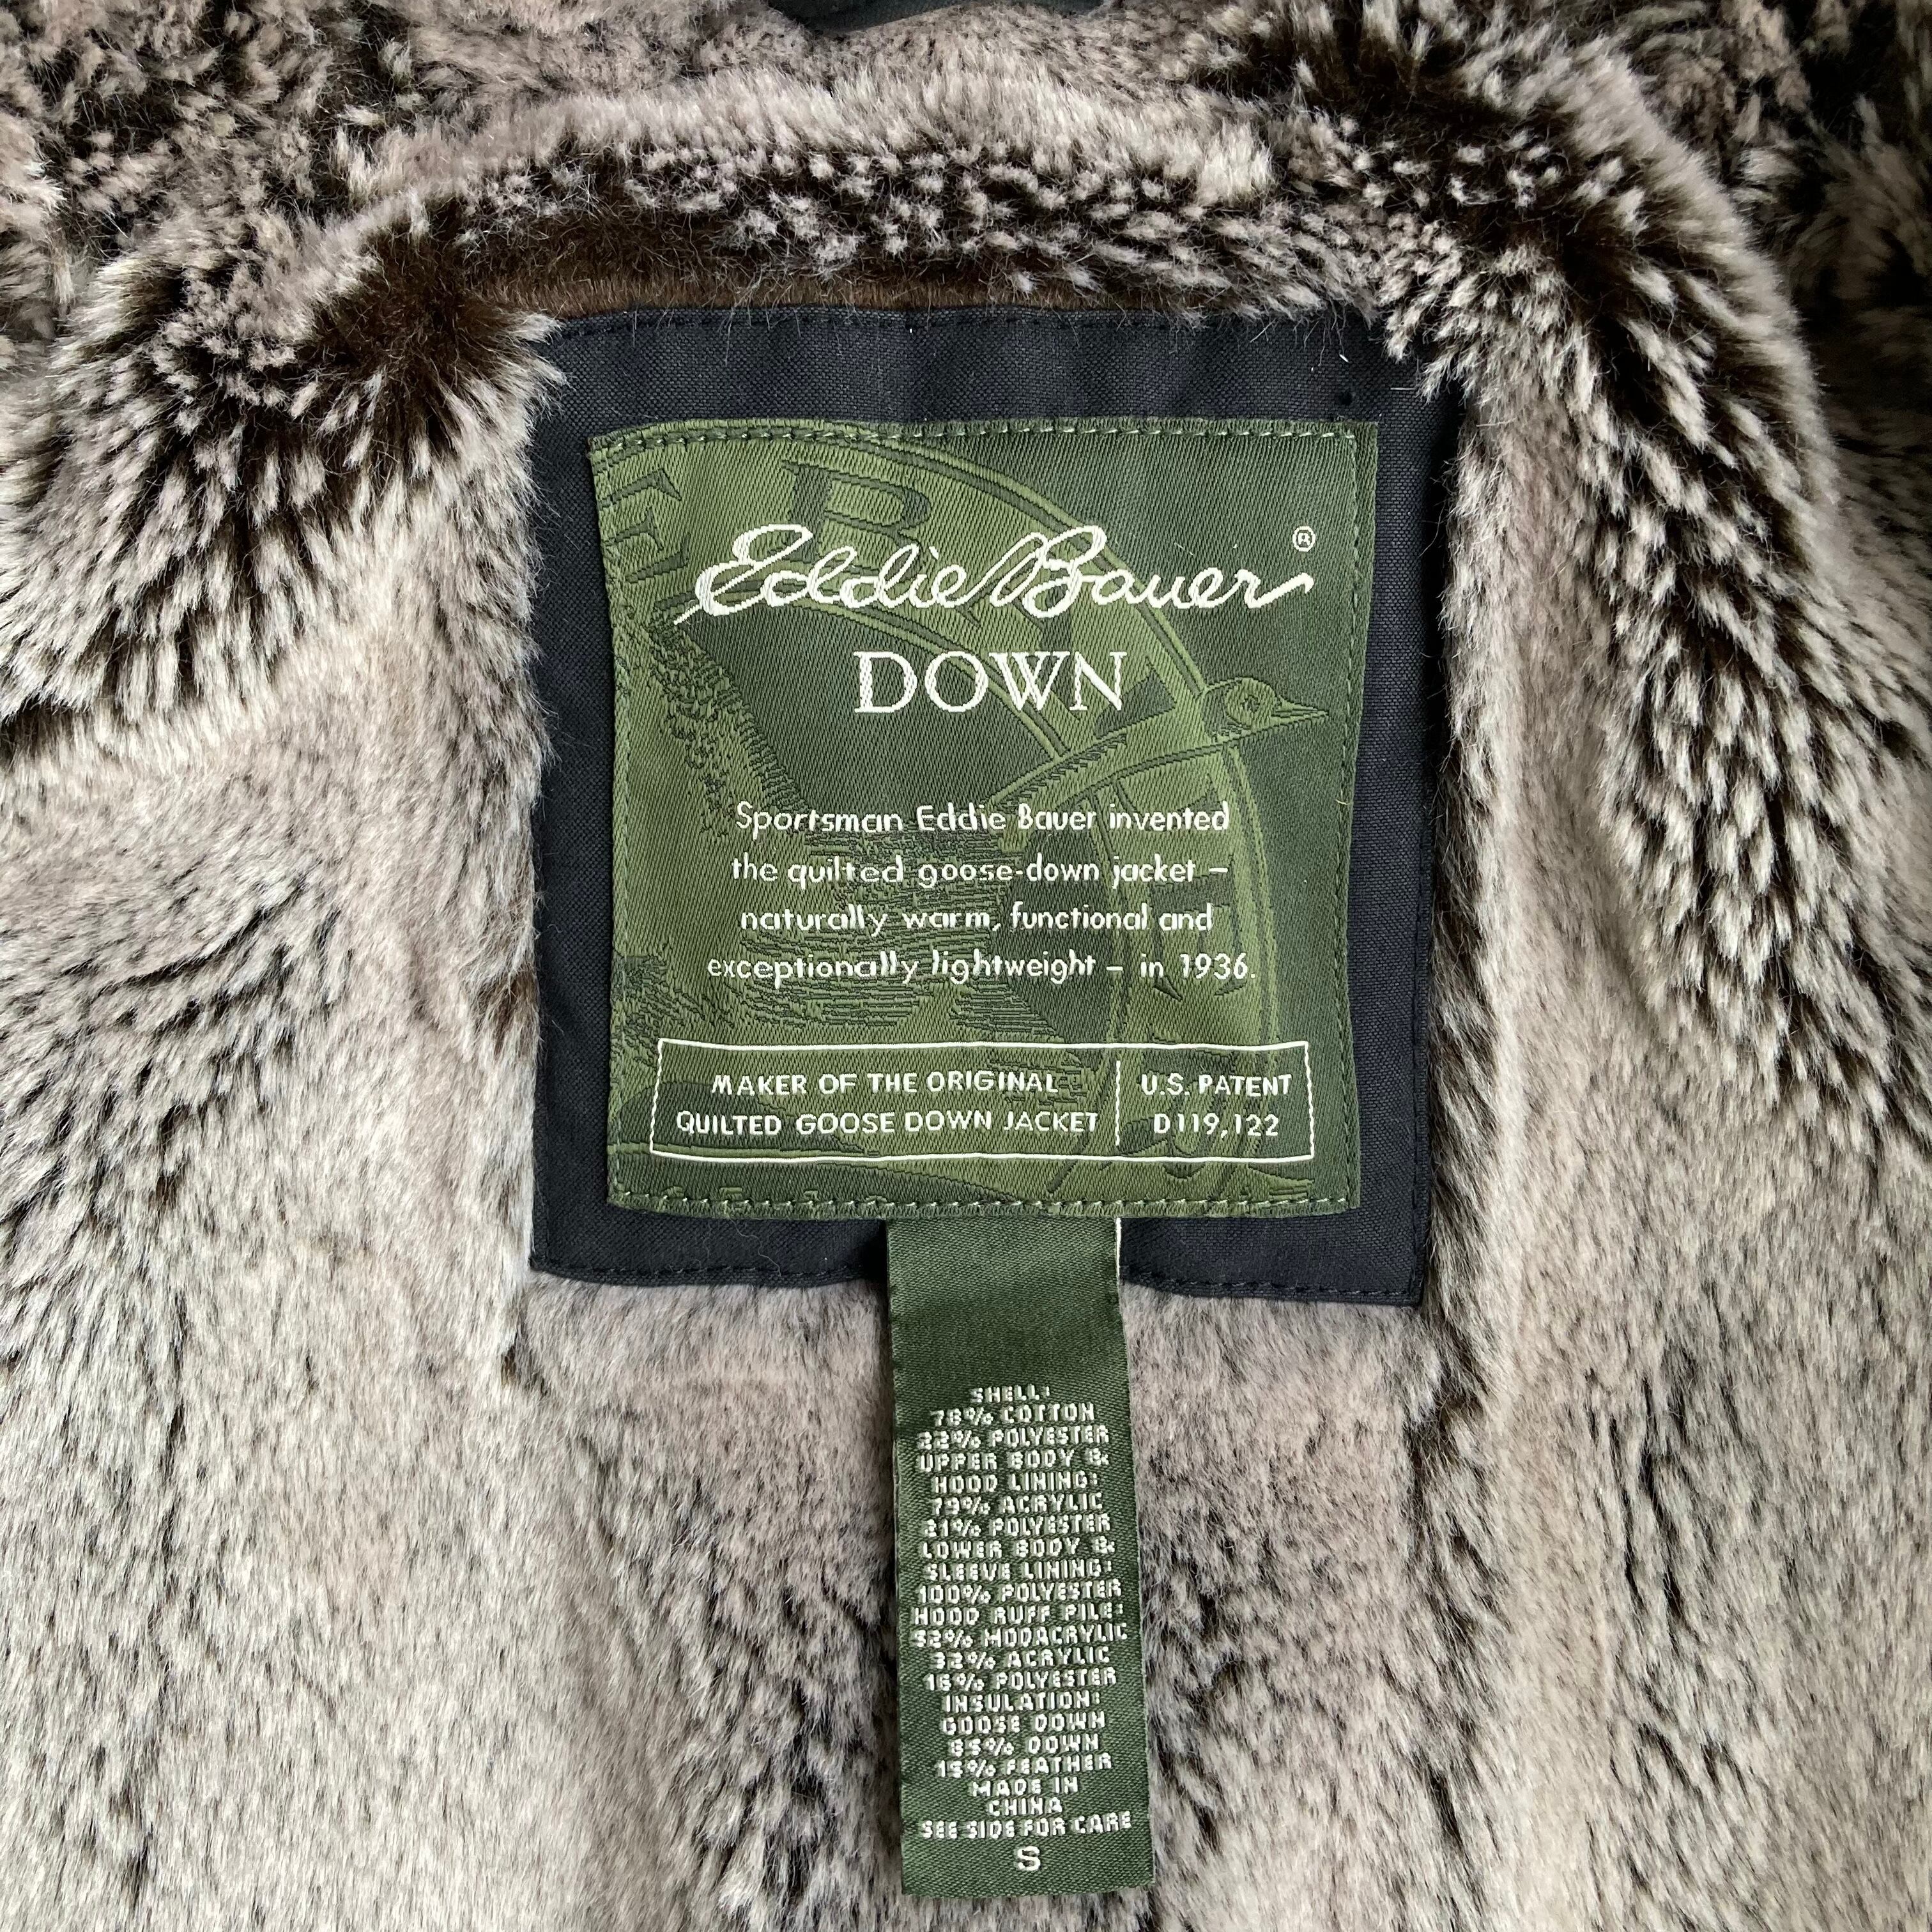 Eddie Bauer ®
DOWN
Sportsman Eddie Bauer invented
the quilted goose-down jacket –
naturally warm, functional and
exceptionally lightweight – in 1936.
MAKER OF THE ORIGINAL
QUILTED GOOSE DOWN JACKET
U.S. PATENT
D119,122
SHELL:
78% COTTON
22% POLYESTER
UPPER BODY &
HOOD LINING:
79% ACRYLIC
21% POLYESTER
LOWER BODY &
SLEEVE LINING:
100% POLYESTER
HOOD RUFF PILE:
52% MODACRYLIC
32% ACRYLIC
16% POLYESTER
INSULATION:
GOOSE DOWN
85% DOWN
15% FEATHER
MADE IN
CHINA
SEE SIDE FOR CARE
S